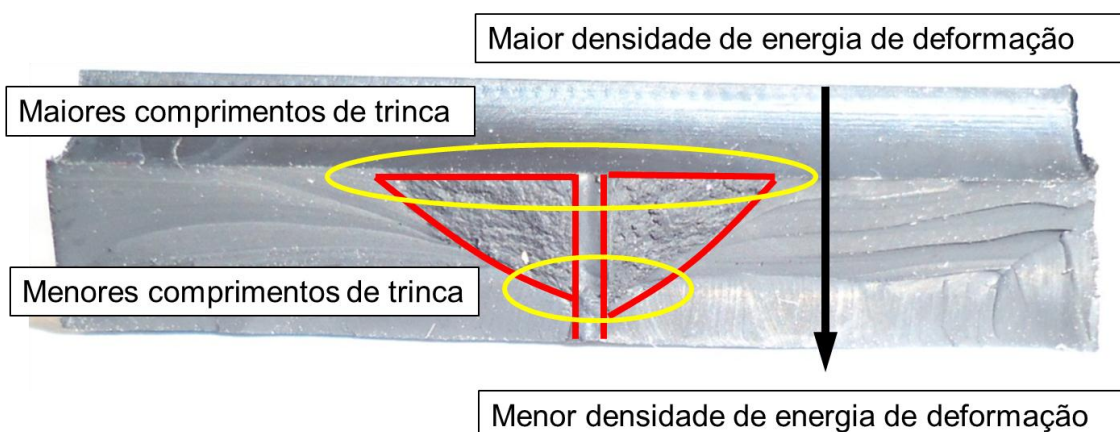 Maior densidade de energia de deformação
Maiores comprimentos de trinca
Menores comprimentos de trinca
Menor densidade de energia de deformação